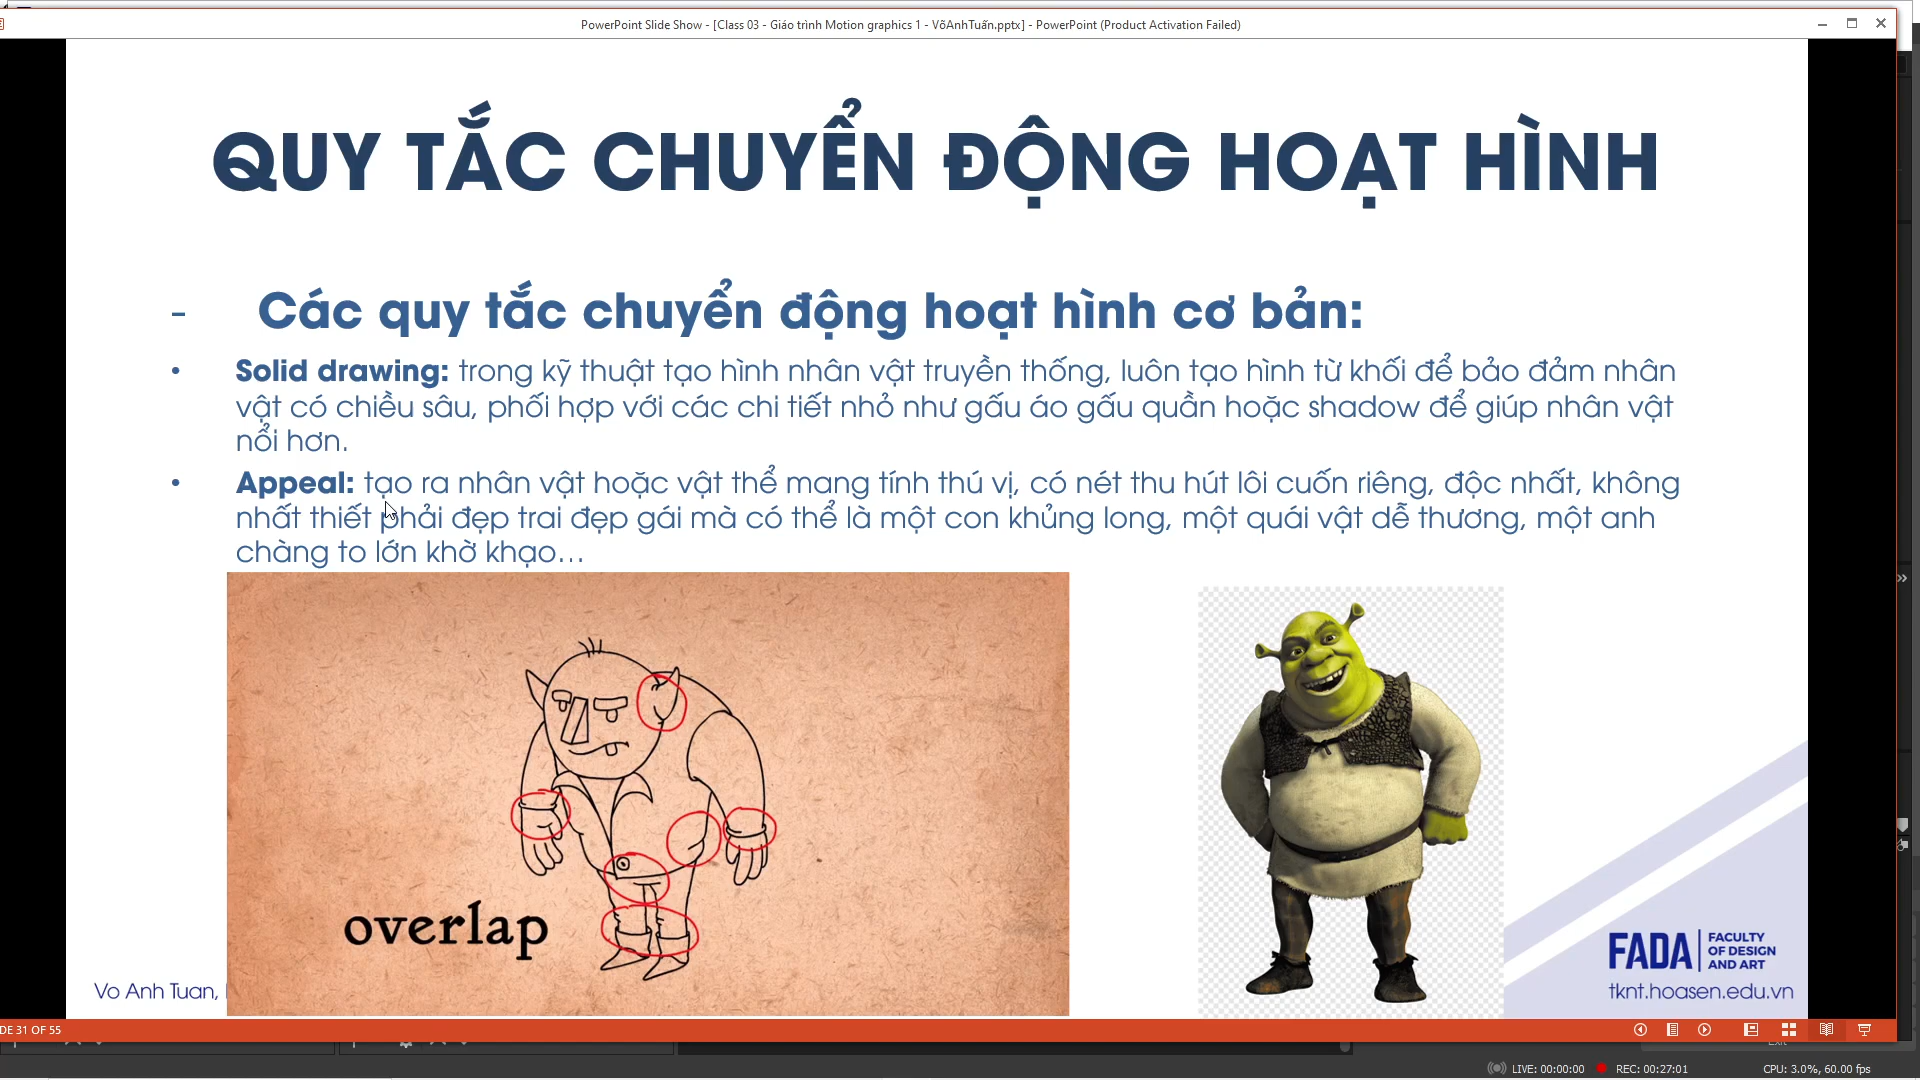 PowerPoint Slide Show - [Class 03 - Giáo trình Motion graphics 1 - VõAnhTuấn.pptx] - PowerPoint (Product Activation Failed)
QUY TẮC CHUYỂN ĐỘNG HOẠT HÌNH
- Các quy tắc chuyển động hoạt hình cơ bản:
• Solid drawing: trong kỹ thuật tạo hình nhân vật truyền thống, luôn tạo hình từ khối để bảo đảm nhân
vật có chiều sâu, phối hợp với các chi tiết nhỏ như gấu áo gấu quần hoặc shadow để giúp nhân vật
nổi hơn.
• Appeal: tạo ra nhân vật hoặc vật thể mang tính thú vị, có nét thu hút lôi cuốn riêng, độc nhất, không
nhất thiết phải đẹp trai đẹp gái mà có thể là một con khủng long, một quái vật dễ thương, một anh
chàng to lớn khờ khạo...
overlap
FADA
FACULTY
OF DESIGN
AND ART
Vo Anh Tuan,
tknt.hoasen.edu.vn
DE 31 OF 55
LIVE: 00:00:00
REC: 00:27:01
CPU: 3.0%, 60.00 fps